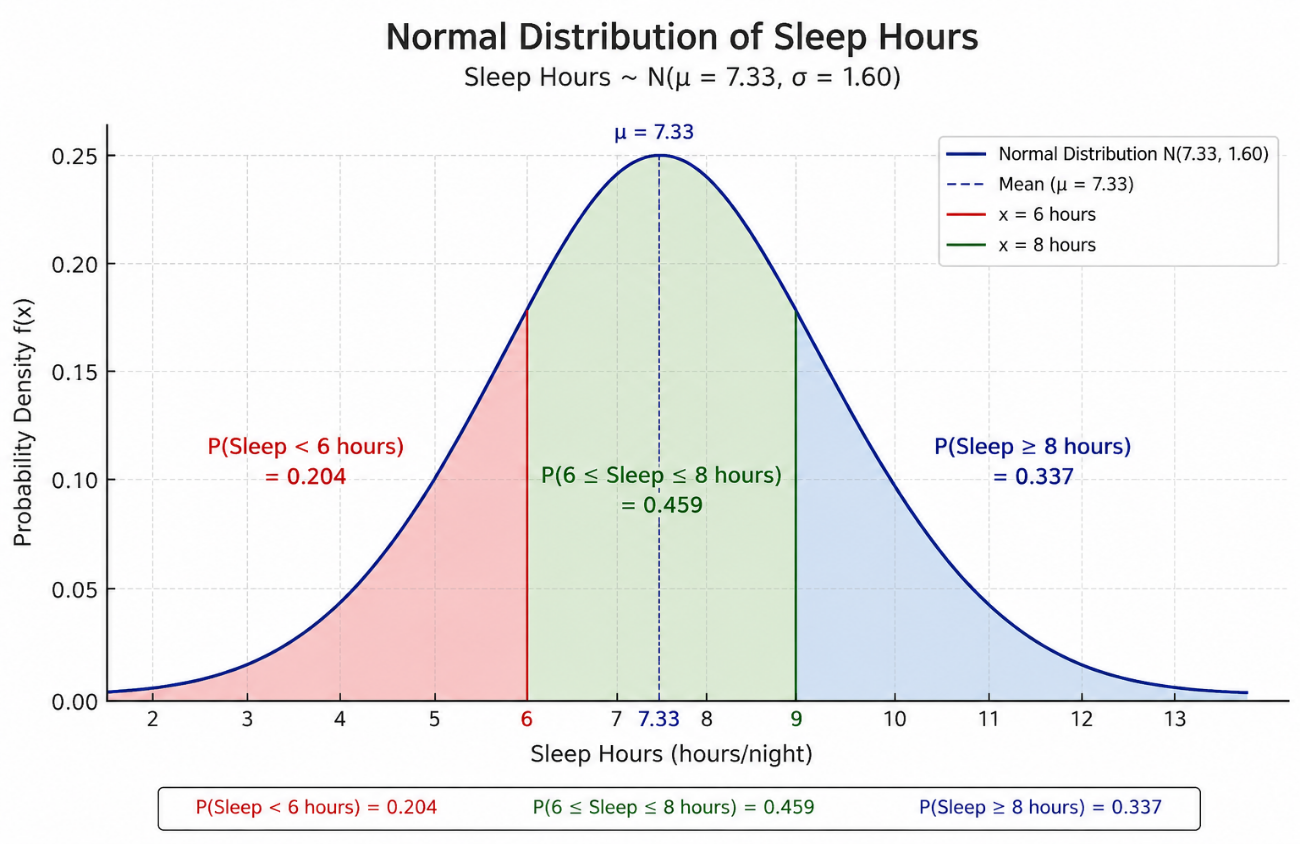 Normal Distribution of Sleep Hours
Sleep Hours ~ N(μ = 7.33, σ = 1.60)
μ = 7.33
Normal Distribution N(7.33, 1.60)
Mean (μ = 7.33)
x = 6 hours
x = 8 hours
Probability Density f(x)
0.25
0.20
0.15
0.10
0.05
0.00
P(Sleep < 6 hours)
= 0.204
P(6 ≤ Sleep ≤ 8 hours)
= 0.459
P(Sleep ≥ 8 hours)
= 0.337
2 3 4 5 6 7 7.33 8 9 10 11 12 13
Sleep Hours (hours/night)
P(Sleep < 6 hours) = 0.204 P(6 ≤ Sleep ≤ 8 hours) = 0.459 P(Sleep ≥ 8 hours) = 0.337